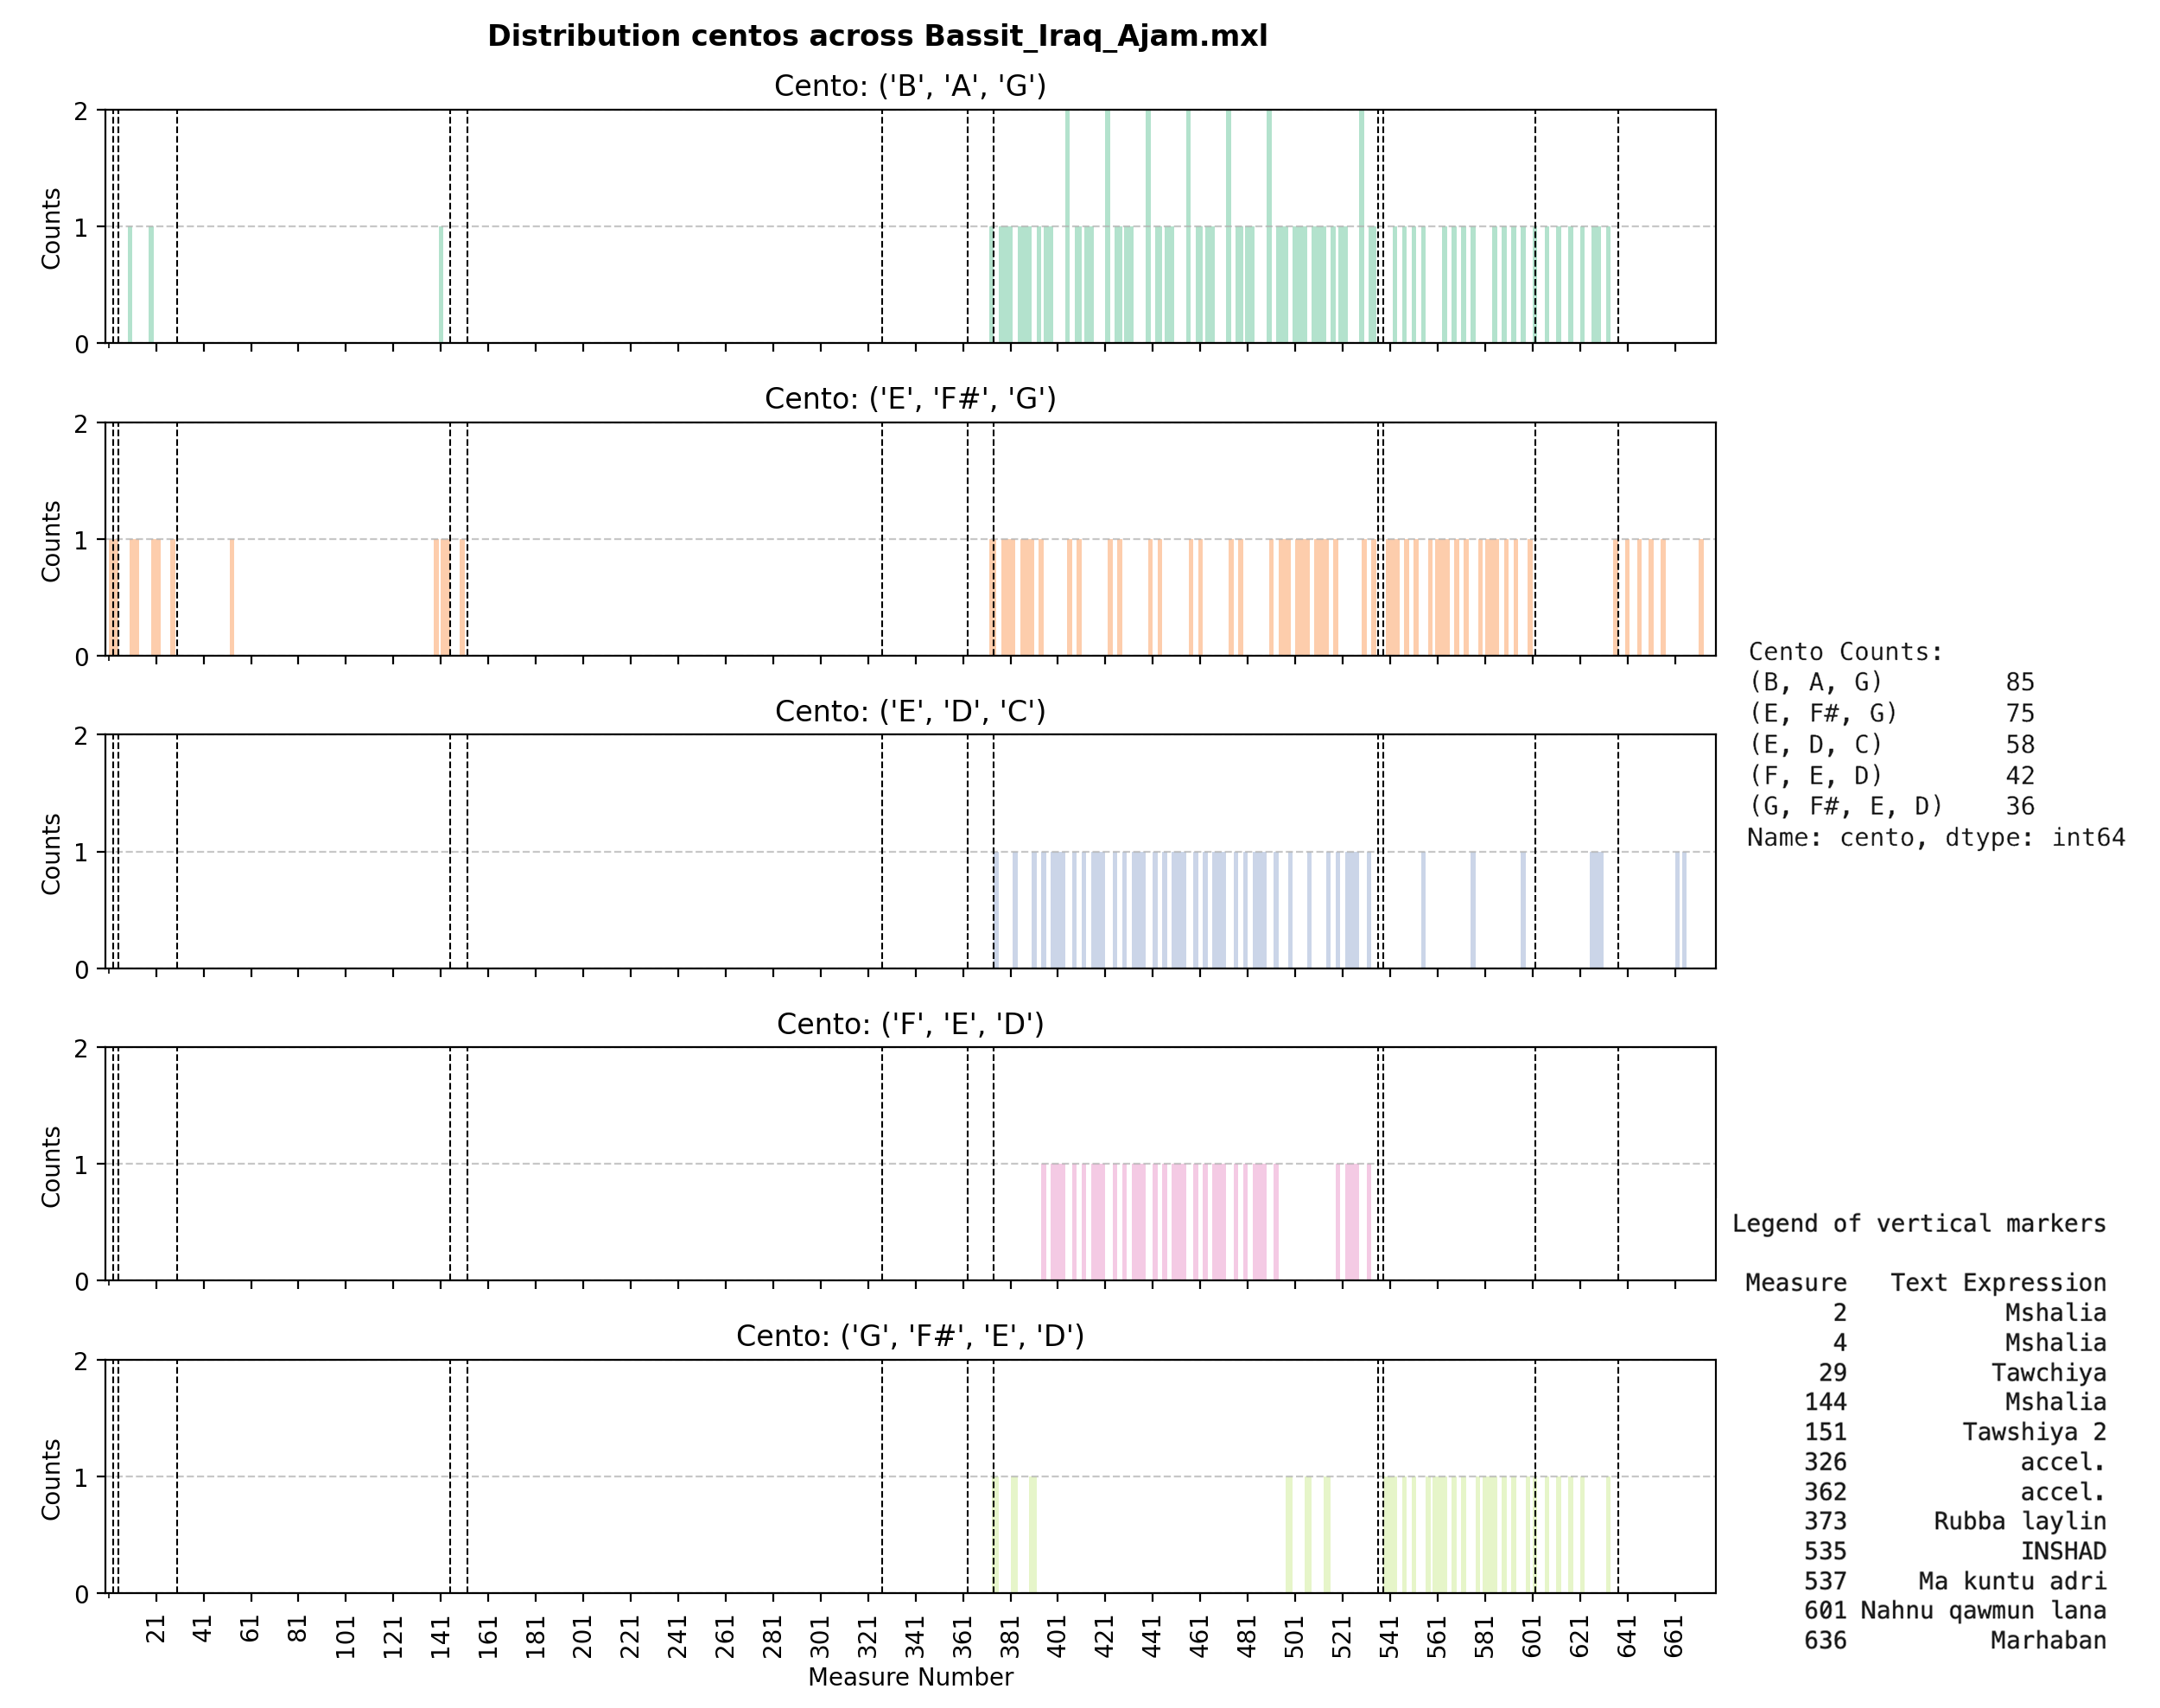 Distribution centos across Bassit_Iraq_Ajam.mxl
Cento: ('B', 'A', 'G')
2
1
0
Counts
Cento: ('E', 'F#', 'G')
2
1
0
Counts
Cento: ('E', 'D', 'C')
2
1
0
Counts
Cento: ('F', 'E', 'D')
2
1
0
Counts
Cento: ('G', 'F#', 'E', 'D')
2
1
0
Counts
21 41 61 81 101 121 141 161 181 201 221 241 261 281 301 321 341 361 381 401 421 441 461 481 501 521 541 561 581 601 621 641 661
Measure Number
Cento Counts:
(B, A, G) 85
(E, F#, G) 75
(E, D, C) 58
(F, E, D) 42
(G, F#, E, D) 36
Name: cento, dtype: int64
Legend of vertical markers
Measure Text Expression
2 Mshalia
4 Mshalia
29 Tawchiya
144 Mshalia
151 Tawshiya 2
326 accel.
362 accel.
373 Rubba laylin
535 INSHAD
537 Ma kuntu adri
601 Nahnu qawmun lana
636 Marhaban